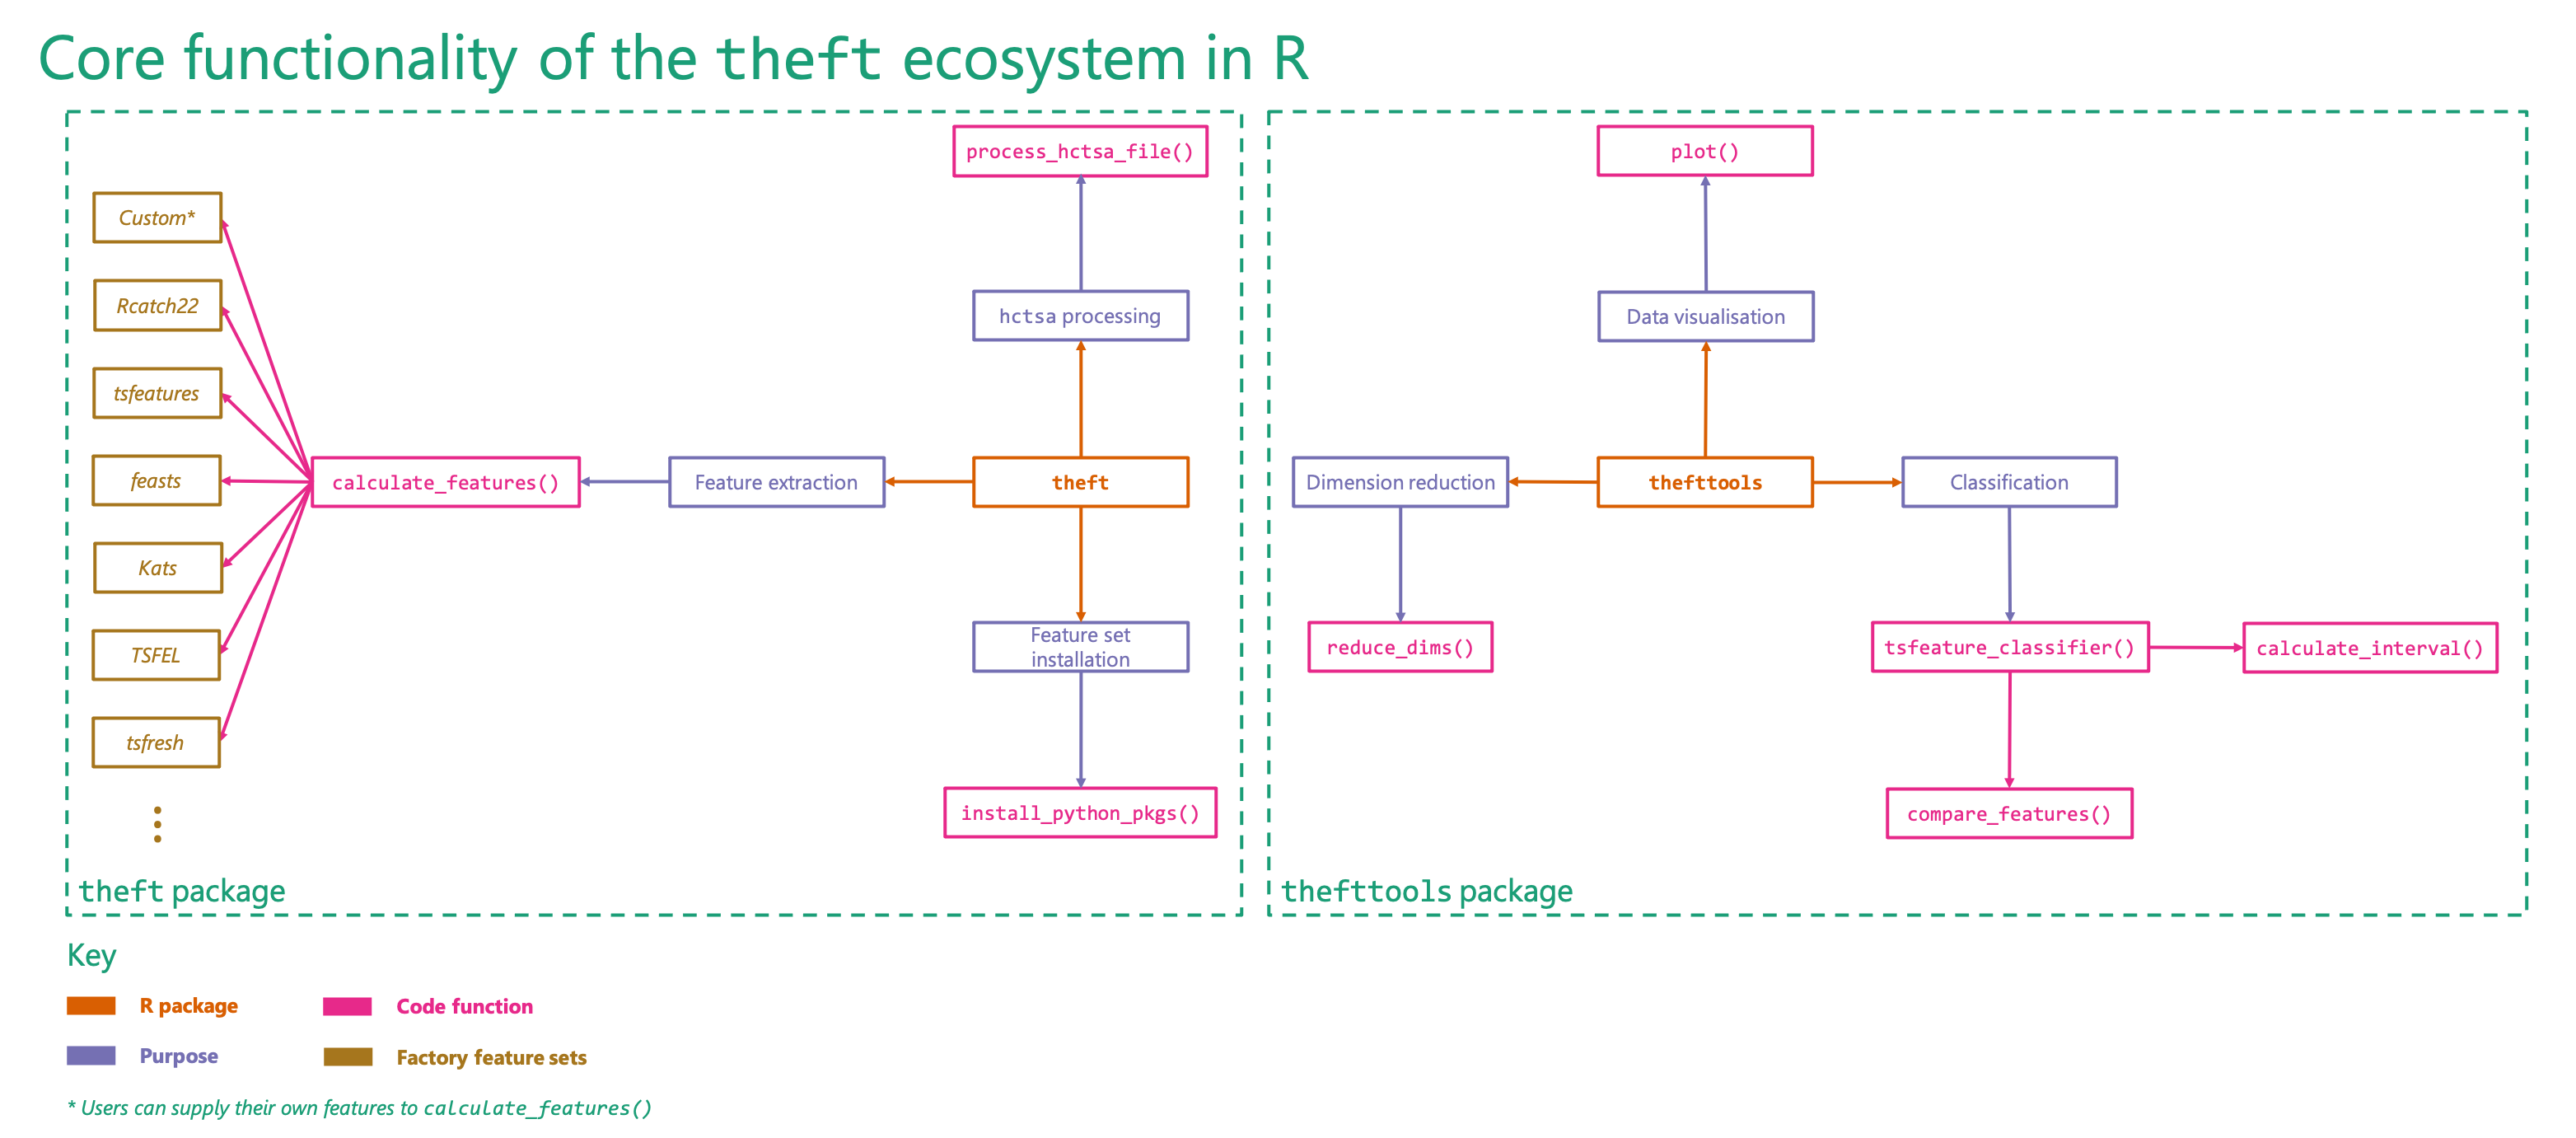 Core functionality of the theft ecosystem in R
process_hctsa_file()
Custom*
Rcatch22
hctsa processing
tsfeatures
feasts
calculate_features()
Feature extraction
theft
Kats
Feature set
installation
TSFEL
tsfresh
install_python_pkgs()
theft package
plot()
Data visualisation
Dimension reduction
thefttools
Classification
reduce_dims()
tsfeature_classifier()
calculate_interval()
compare_features()
thefttools package
Key
R package
Code function
Purpose
Factory feature sets
* Users can supply their own features to calculate_features()